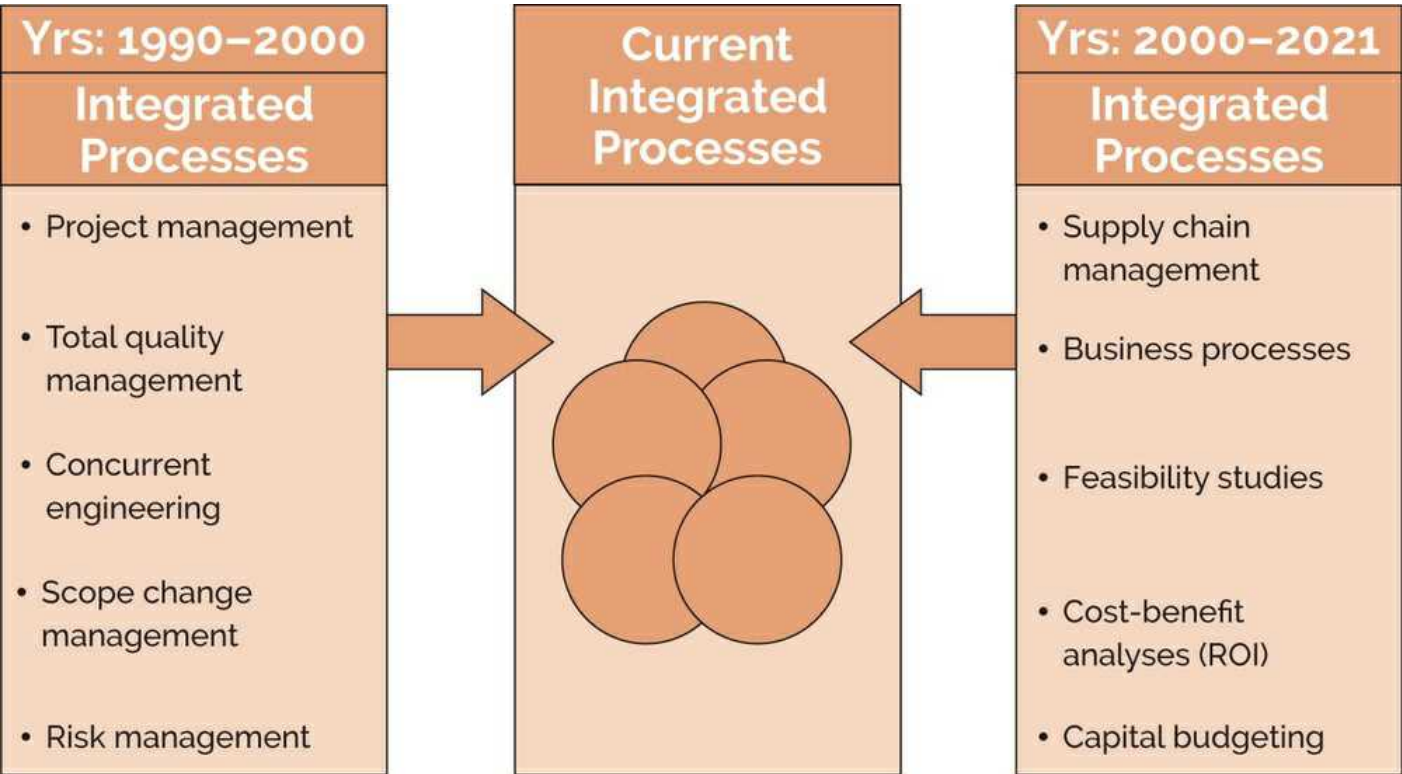 Yrs: 1990–2000
Integrated
Processes
• Project management
• Total quality
management
• Concurrent
engineering
• Scope change
management
• Risk management
Current
Integrated
Processes
Yrs: 2000–2021
Integrated
Processes
• Supply chain
management
• Business processes
• Feasibility studies
• Cost-benefit
analyses (ROI)
• Capital budgeting